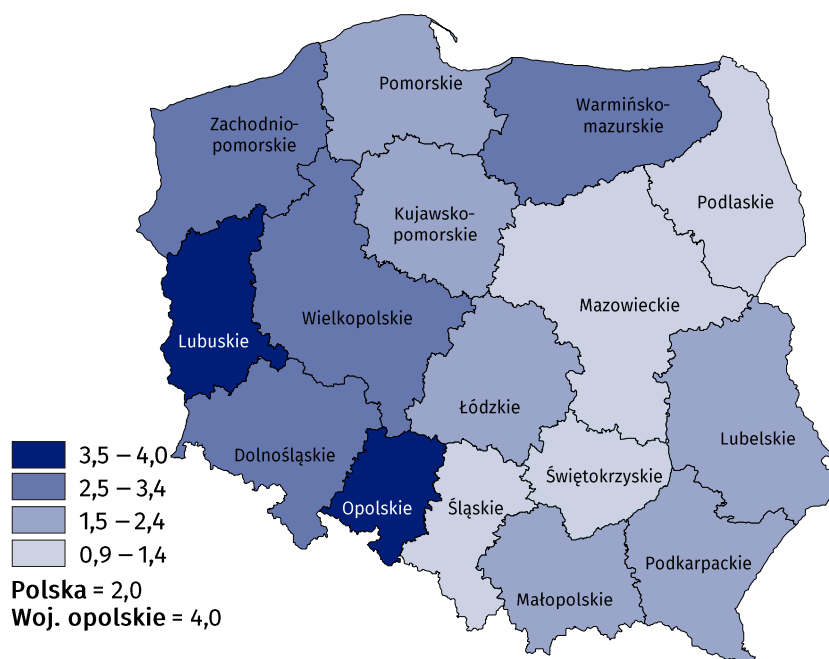 Pomorskie
Warmińsko-
mazurskie
Zachodnio-
pomorskie
Podlaskie
Kujawsko-
pomorskie
Mazowieckie
Wielkopolskie
Lubuskie
Łódzkie
Lubelskie
Dolnośląskie
Świętokrzyskie
Opolskie
Śląskie
Podkarpackie
Małopolskie
3,5 – 4,0
2,5 – 3,4
1,5 – 2,4
0,9 – 1,4
Polska = 2,0
Woj. opolskie = 4,0